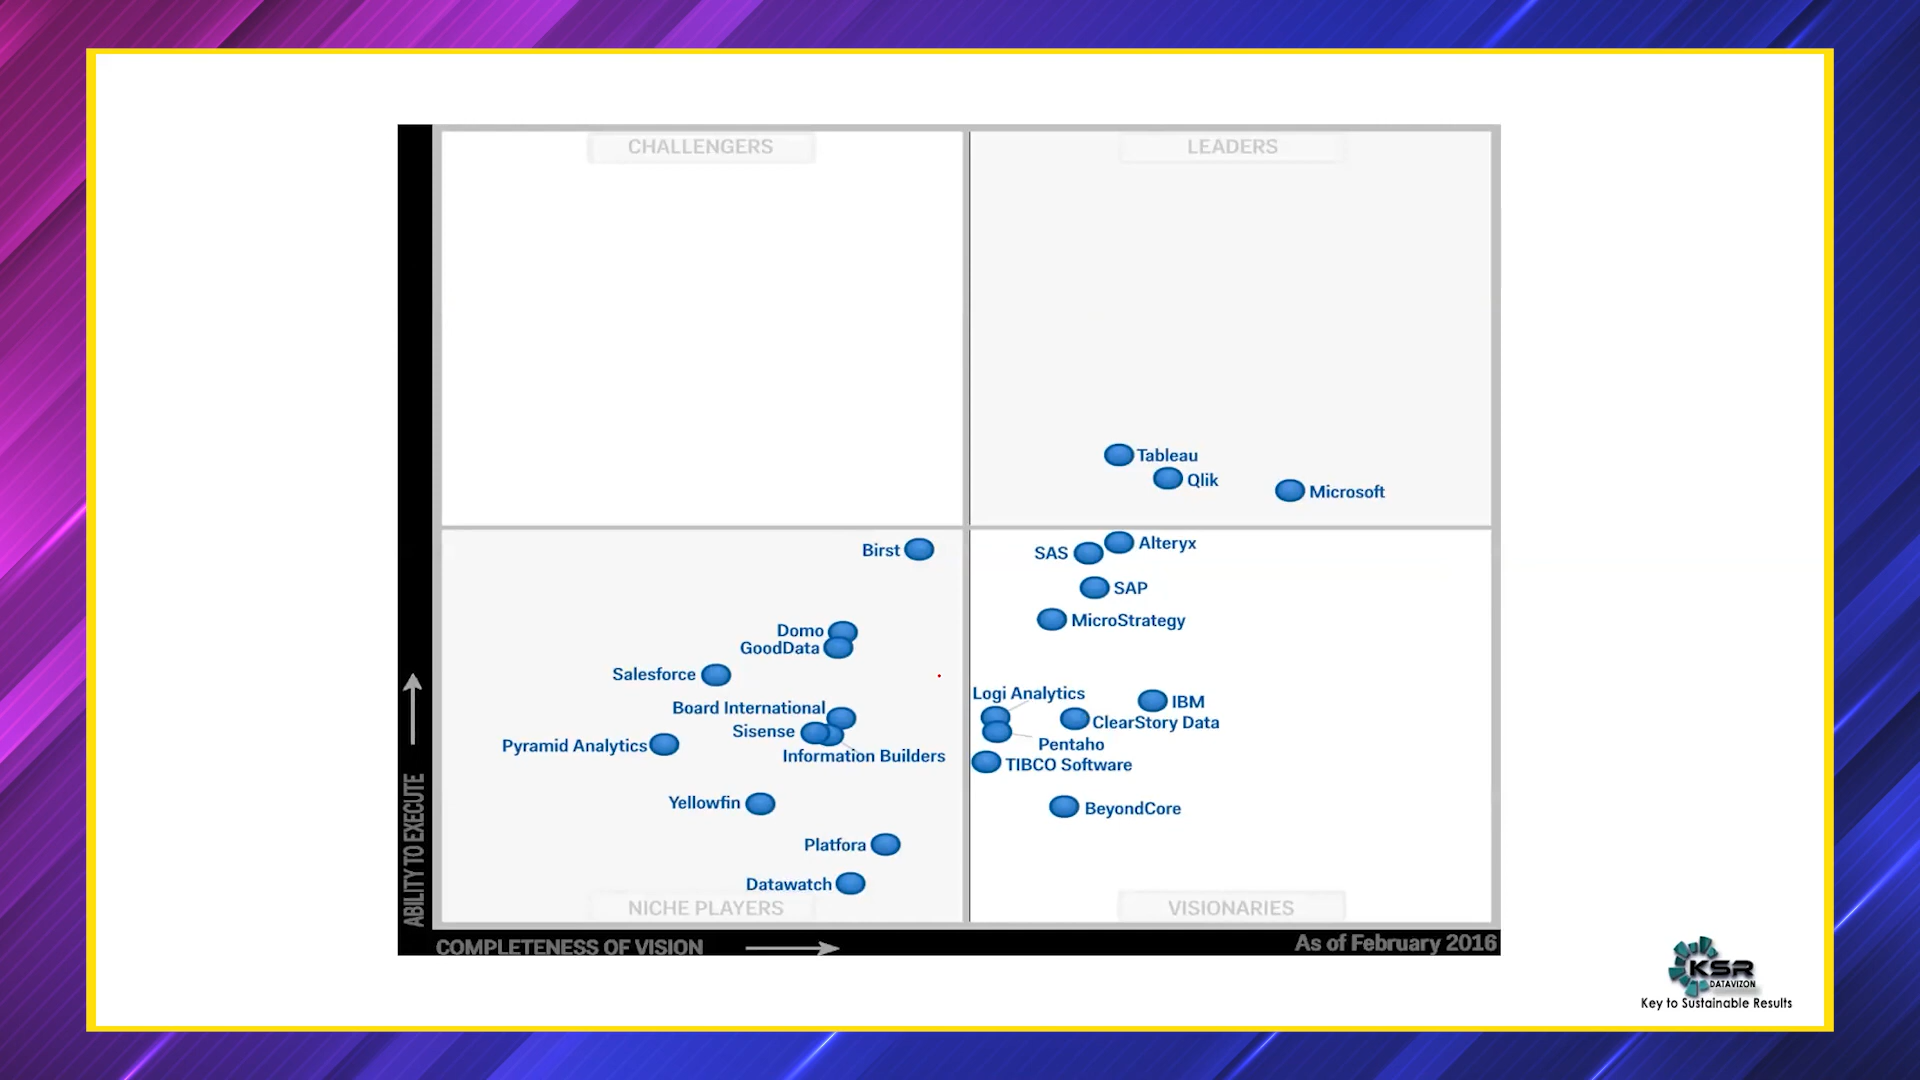 CHALLENGERS
LEADERS
Tableau
Qlik
Microsoft
Birst
Alteryx
SAS
SAP
MicroStrategy
Domo
GoodData
Salesforce
Logi Analytics
IBM
Board International
ClearStory Data
Sisense
Pyramid Analytics
Pentaho
Information Builders
TIBCO Software
Yellowfin
BeyondCore
Platfora
Datawatch
NICHE PLAYERS
VISIONARIES
ABILITY TO EXECUTE
COMPLETENESS OF VISION
As of February 2016
KSR
DATAVIZON
Key to Sustainable Results